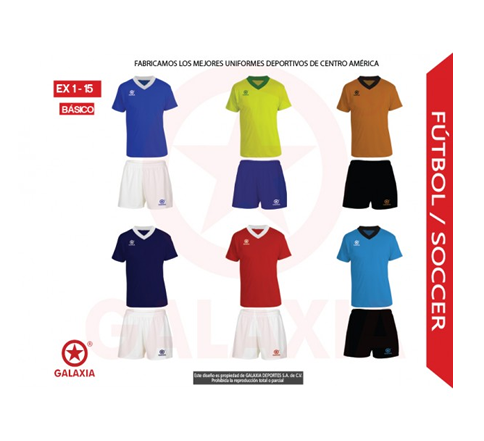 FABRICAMOS LOS MEJORES UNIFORMES DEPORTIVOS DE CENTRO AMÉRICA
EX 1 - 15
BÁSICO
FÚTBOL / SOCCER
GALAXIA
GALAXIA ®
Este diseño es propiedad de GALAXIA DEPORTES S.A. de C.V.
Prohibida la reproducción total o parcial